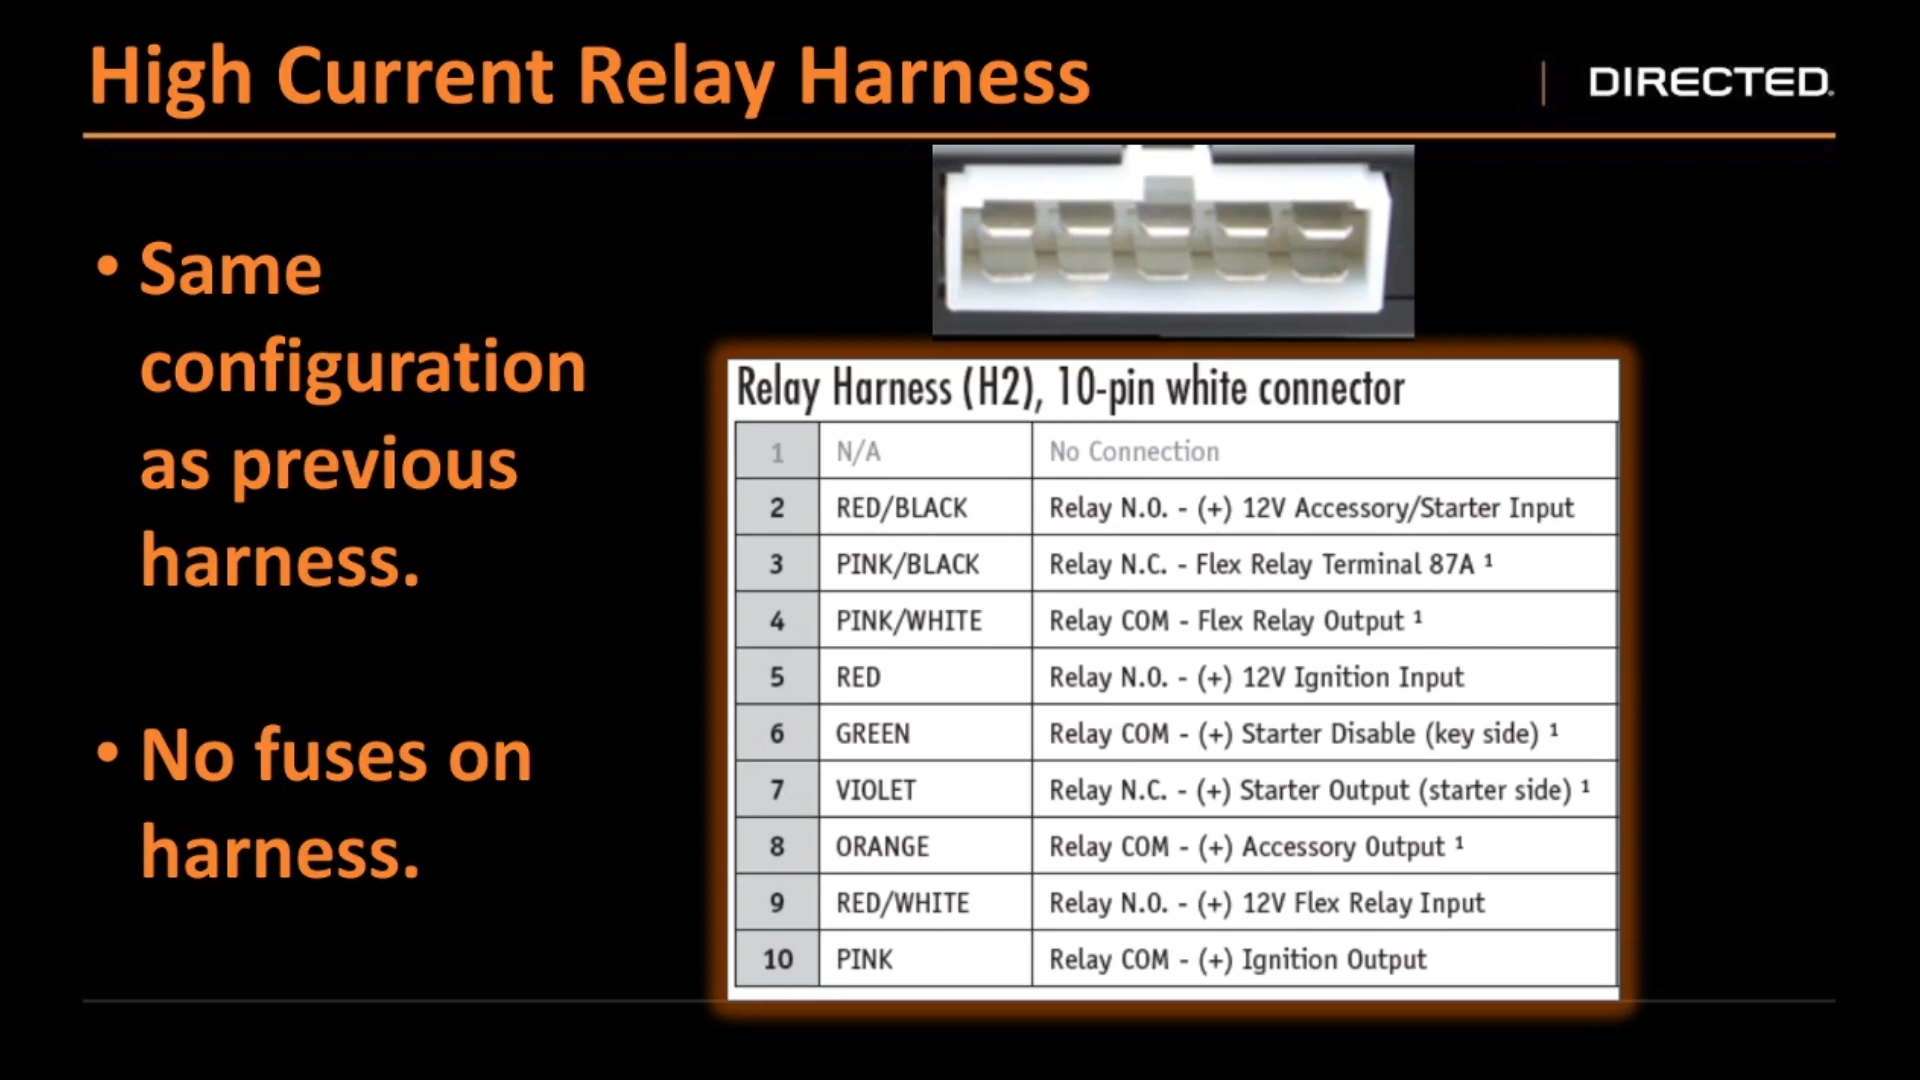 High Current Relay Harness
DIRECTED
• Same
configuration
as previous
harness.
• No fuses on
harness.
Relay Harness (H2), 10-pin white connector
1 N/A No Connection
2 RED/BLACK Relay N.O. - (+) 12V Accessory/Starter Input
3 PINK/BLACK Relay N.C. - Flex Relay Terminal 87A ¹
4 PINK/WHITE Relay COM - Flex Relay Output ¹
5 RED Relay N.O. - (+) 12V Ignition Input
6 GREEN Relay COM - (+) Starter Disable (key side) ¹
7 VIOLET Relay N.C. - (+) Starter Output (starter side) ¹
8 ORANGE Relay COM - (+) Accessory Output ¹
9 RED/WHITE Relay N.O. - (+) 12V Flex Relay Input
10 PINK Relay COM - (+) Ignition Output